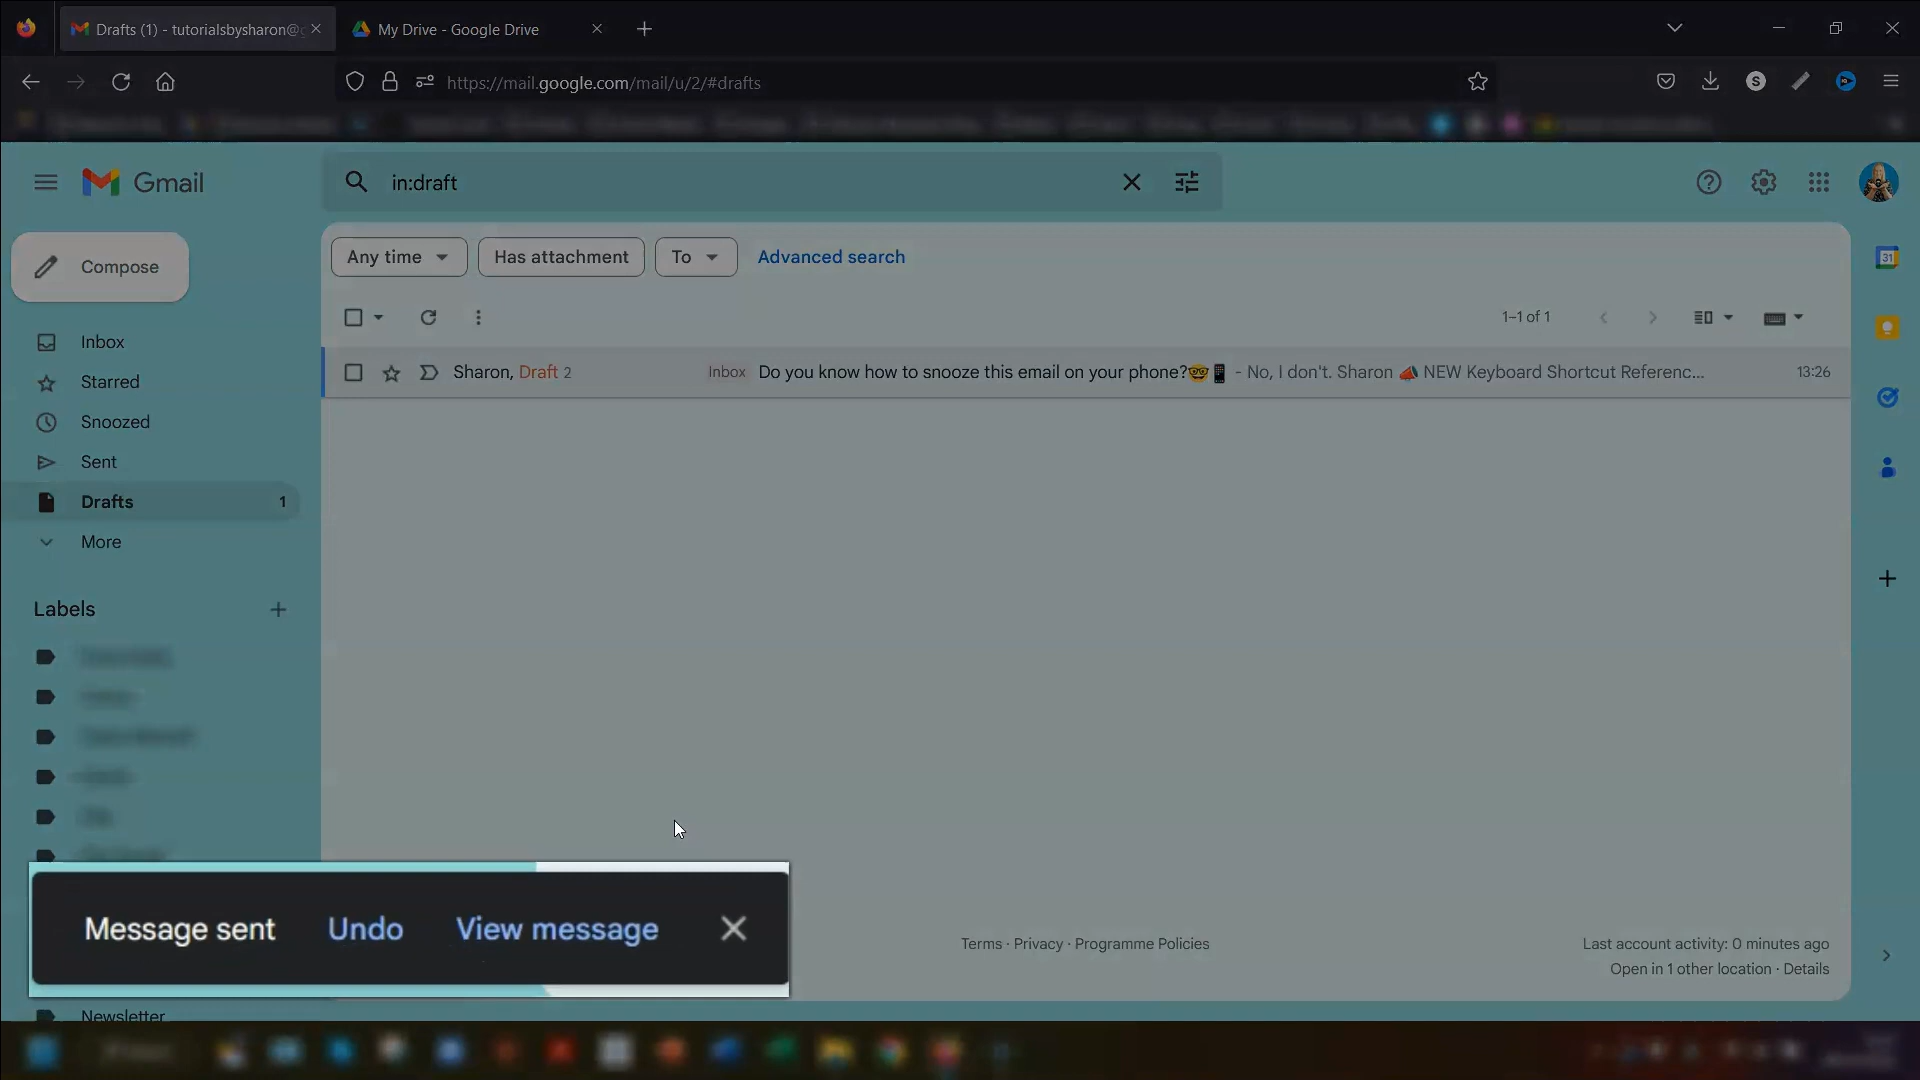 Drafts (1) - tutorialsbysharon@g
My Drive - Google Drive
https://mail.google.com/mail/u/2/#drafts
S
Gmail
in:draft
Compose
Any time
Has attachment
To
Advanced search
31
1–1 of 1
Inbox
Starred
Snoozed
Sent
Drafts 1
More
Sharon, Draft 2 Inbox Do you know how to snooze this email on your phone?🤓📱 - No, I don't. Sharon 📣 NEW Keyboard Shortcut Referenc... 13:26
Labels
Message sent Undo View message
Terms · Privacy · Programme Policies
Last account activity: 0 minutes ago
Open in 1 other location · Details
Newsletter